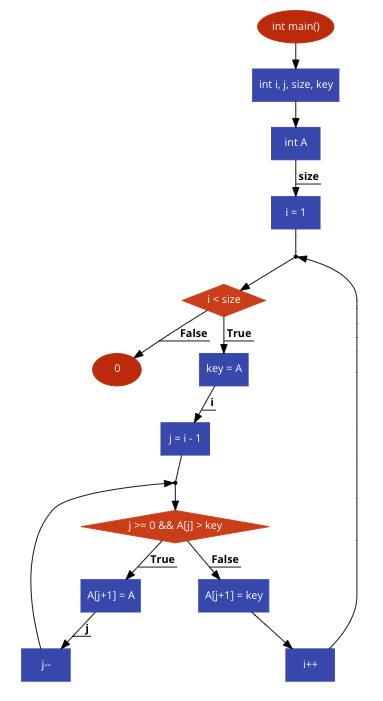 int main()
int i, j, size, key
int A
size
i = 1
i < size
False
True
0
key = A
i
j = i - 1
j >= 0 && A[j] > key
True
False
A[j+1] = A
A[j+1] = key
j
j--
i++